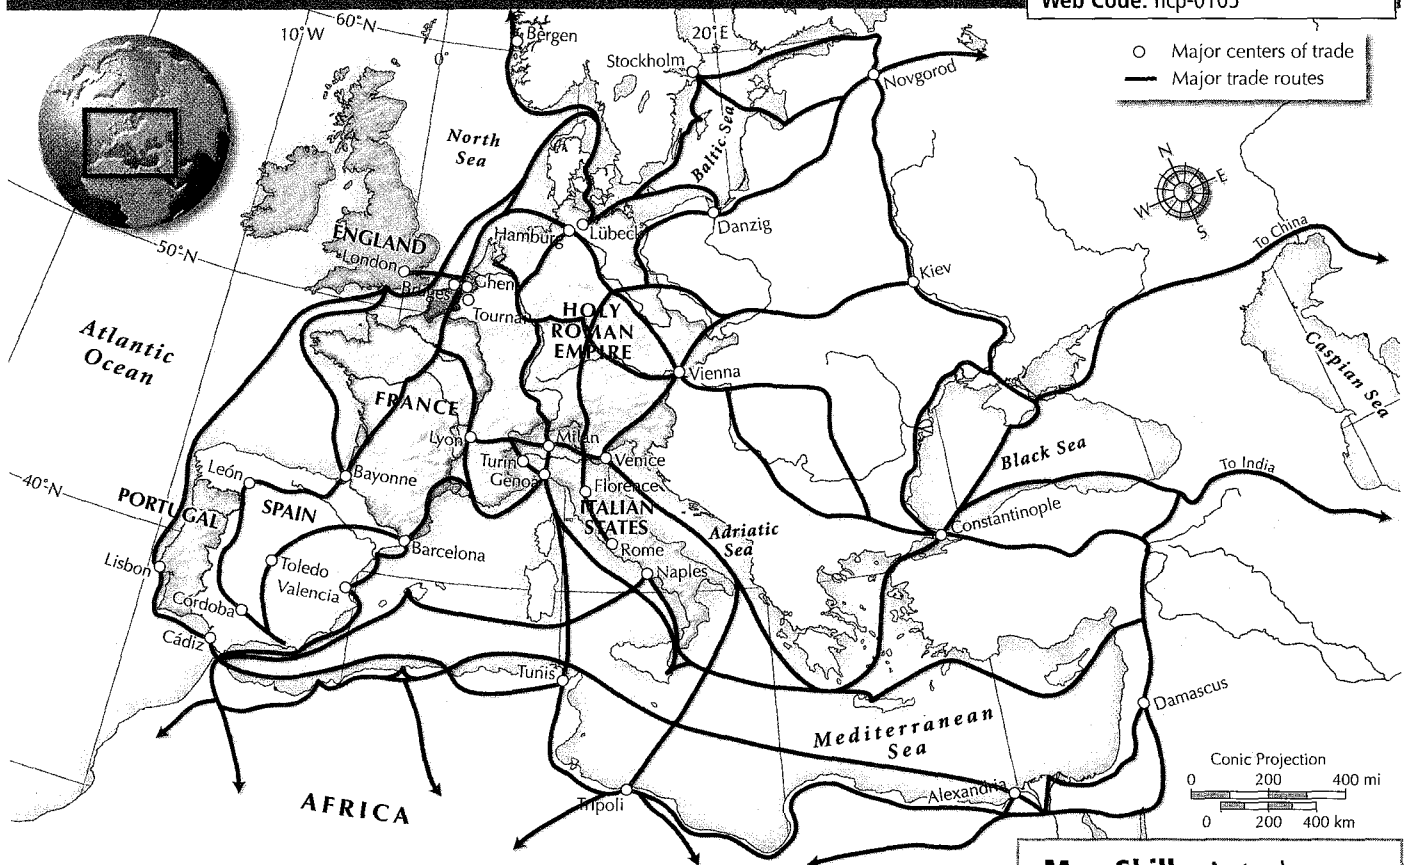 Web Code: ncp-0105
Major centers of trade
Major trade routes
60°N
10°W
0°
20°E
Bergen
Stockholm
Novgorod
North
Sea
Baltic Sea
N
E
W
S
50°N
ENGLAND
London
Hamburg
Lübeck
Danzig
To China
Kiev
Bruges
Ghent
Tournai
HOLY
ROMAN
EMPIRE
Atlantic
Ocean
Vienna
Caspian Sea
FRANCE
Lyon
Milan
Turin
Venice
Genoa
Florence
Black Sea
To India
40°N
León
Bayonne
PORTUGAL
SPAIN
ITALIAN
STATES
Constantinople
Adriatic
Sea
Rome
Barcelona
Lisbon
Toledo
Naples
Valencia
Córdoba
Cádiz
Tunis
Damascus
Mediterranean
Sea
Conic Projection
0 200 400 mi
0 200 400 km
Alexandria
AFRICA
Tripoli
Map Skills